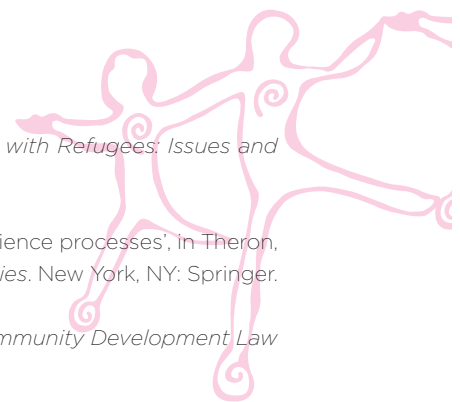 with Refugees: Issues and
ience processes’, in Theron,
ies. New York, NY: Springer.
mmunity Development Law